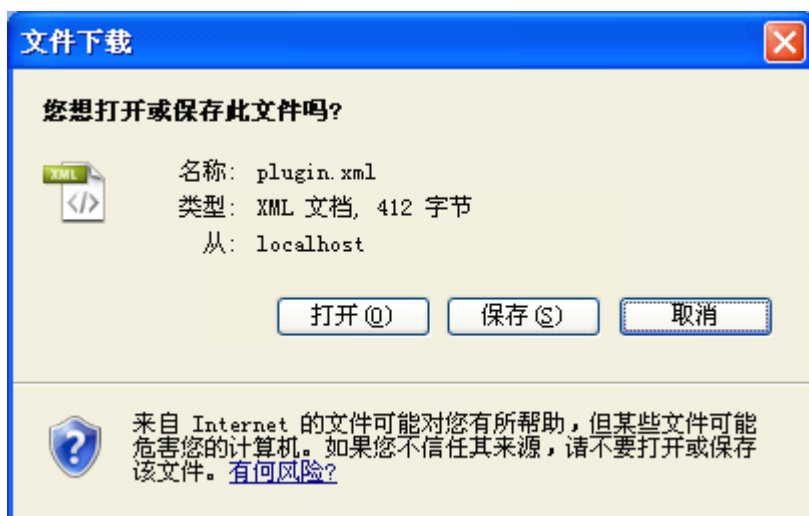 文件下载
您想打开或保存此文件吗?
XML
</>
名称: plugin.xml
类型: XML 文档, 412 字节
从: localhost
打开(O) 保存(S) 取消
来自 Internet 的文件可能对您有所帮助,但某些文件可能
危害您的计算机。如果您不信任其来源,请不要打开或保存
该文件。有何风险?